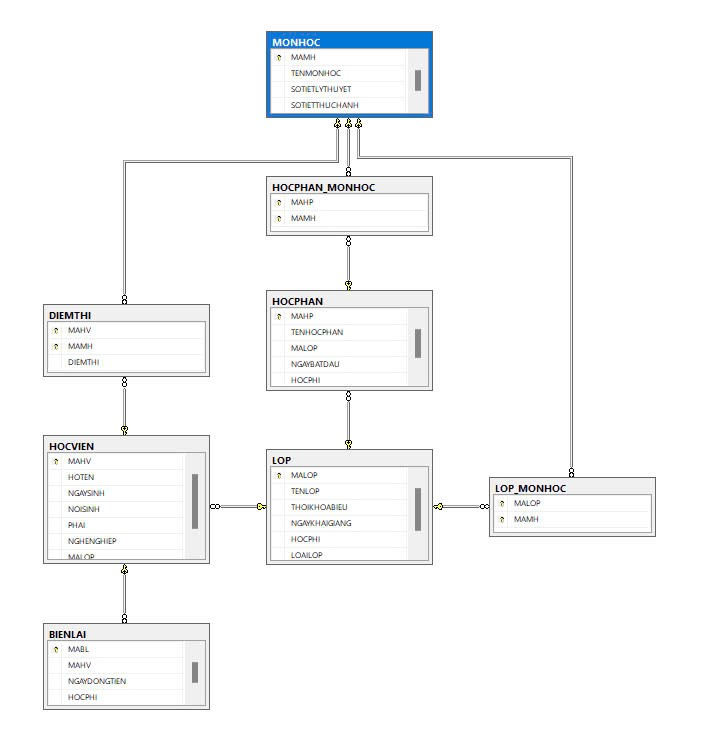 MONHOC
MAMH
TENMONHOC
SOTIETLYTHUYET
SOTIETTHUCHANH
HOCPHAN_MONHOC
MAHP
MAMH
DIEMTHI
MAHV
MAMH
DIEMTHI
HOCPHAN
MAHP
TENHOCPHAN
MALOP
NGAYBATDAU
HOCPHI
HOCVIEN
MAHV
HOTEN
NGAYSINH
NOISINH
PHAI
NGHENGHIEP
MALOP
LOP
MALOP
TENLOP
THOIKHOABIEU
NGAYKHAIGIANG
HOCPHI
LOAILOP
LOP_MONHOC
MALOP
MAMH
BIENLAI
MABL
MAHV
NGAYDONGTIEN
HOCPHI